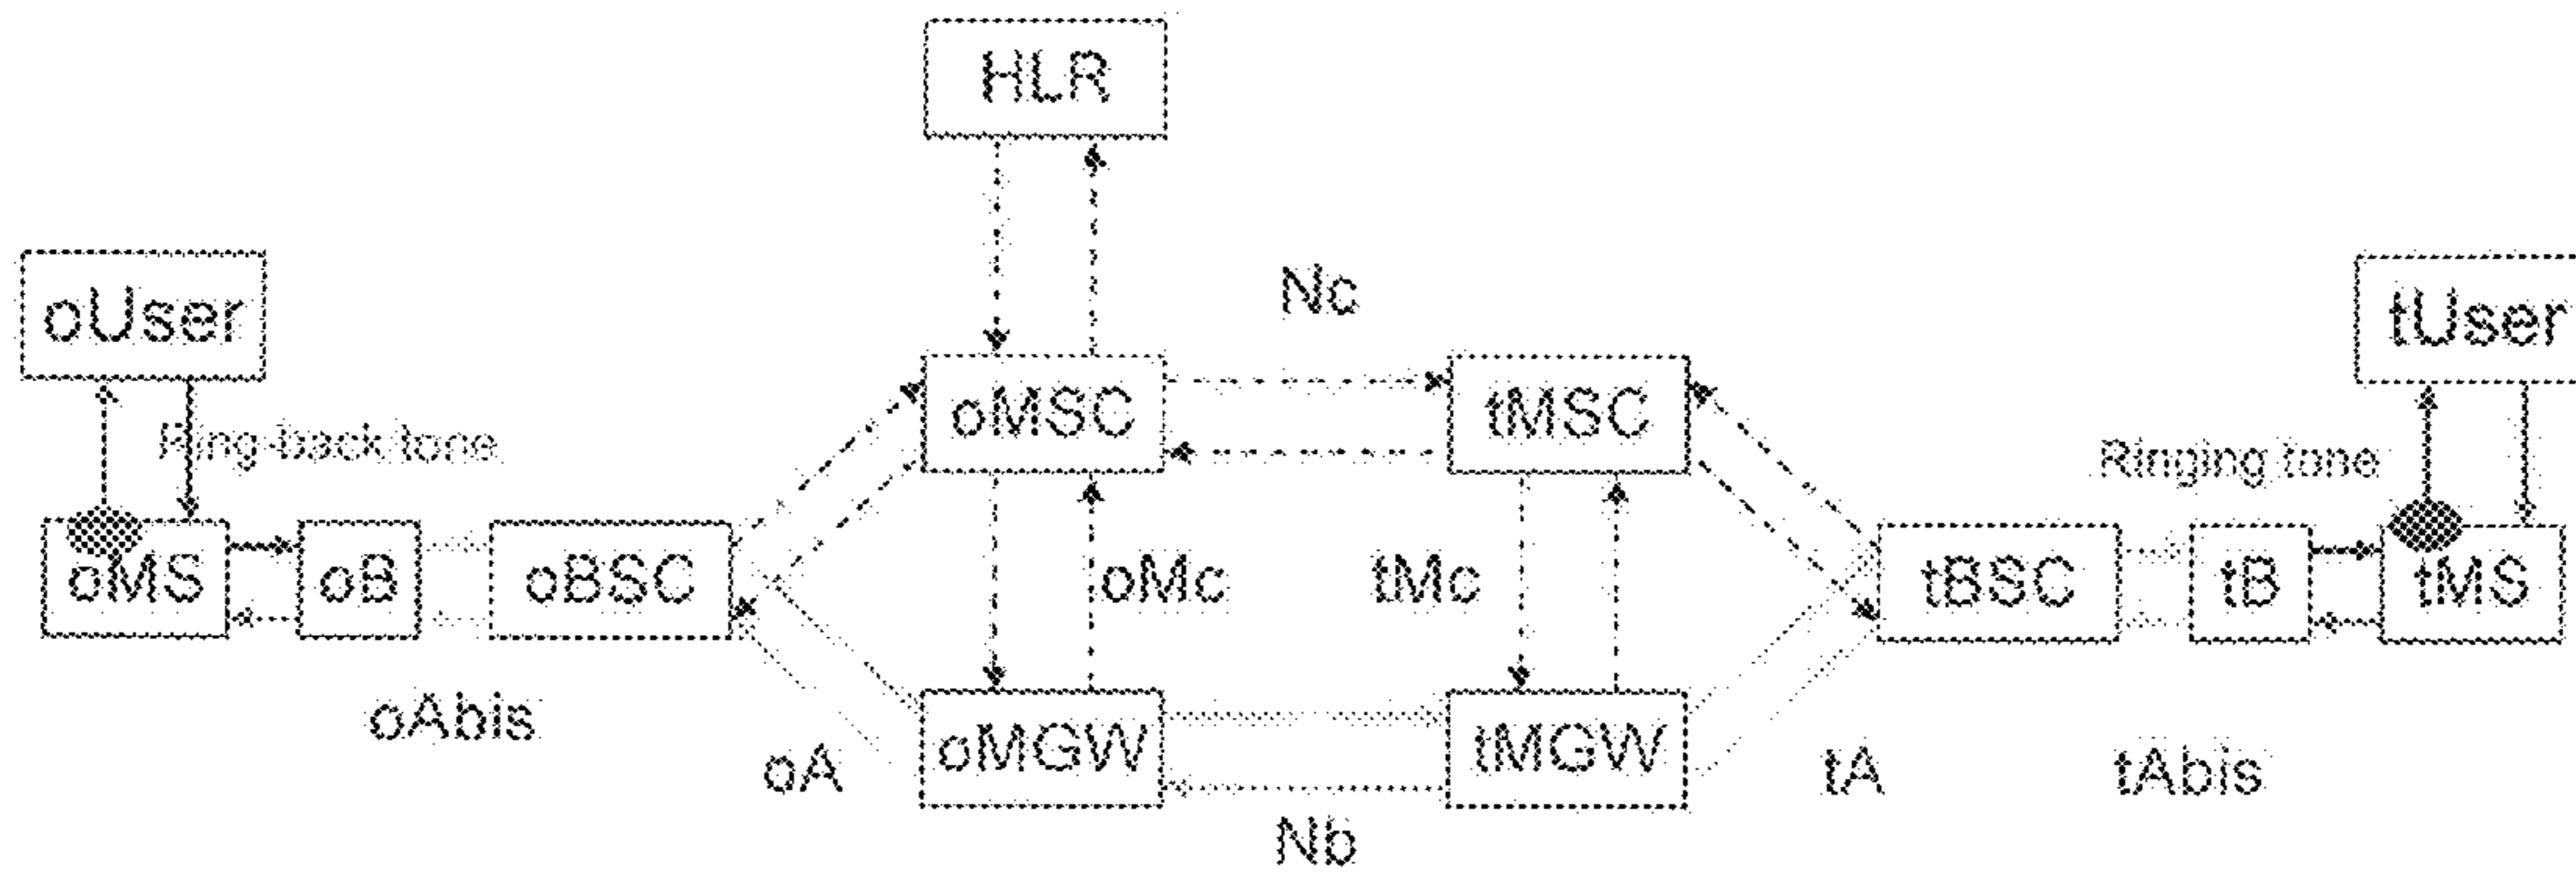 HLR
Nc
oUser
tUser
oMSC
tMSC
Ring-back tone
Ringing tone
oMS
oB
oBSC
oMc
tMc
tBSC
tB
tMS
oAbis
oMGW
tMGW
oA
tA
tAbis
Nb